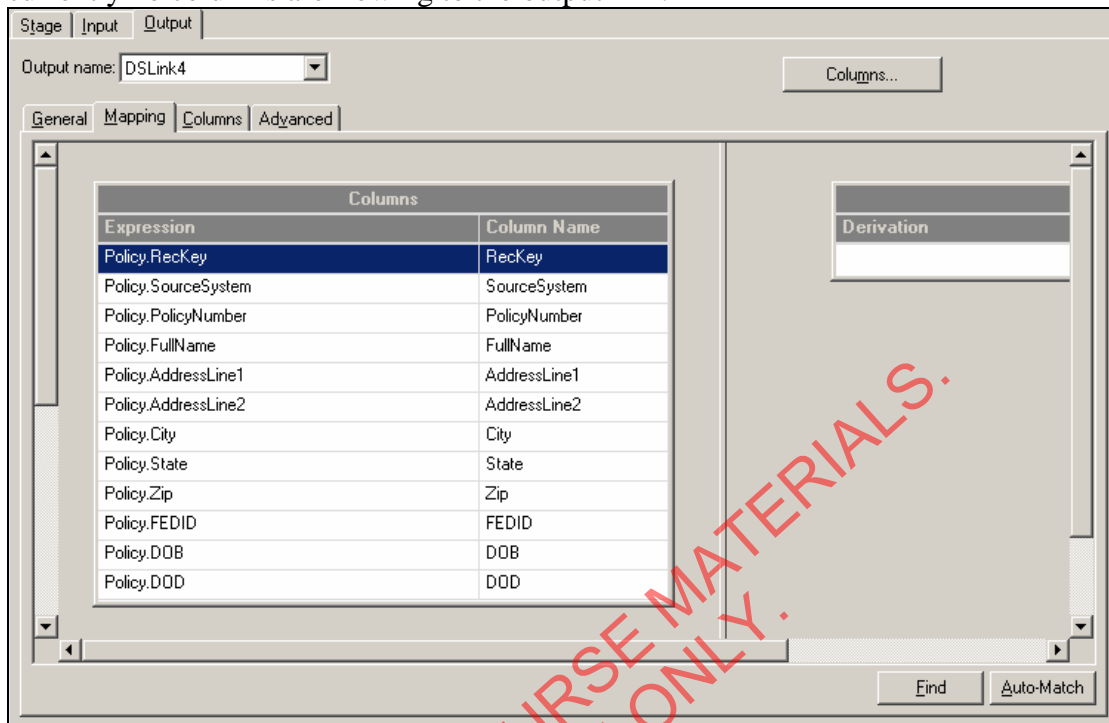 Stage Input Output
Output name: DSLink4
Columns...
General Mapping Columns Advanced
Columns
Expression Column Name
Derivation
Policy.RecKey RecKey
Policy.SourceSystem SourceSystem
Policy.PolicyNumber PolicyNumber
Policy.FullName FullName
Policy.AddressLine1 AddressLine1
Policy.AddressLine2 AddressLine2
Policy.City City
Policy.State State
Policy.Zip Zip
Policy.FEDID FEDID
Policy.DOB DOB
Policy.DOD DOD
Find Auto-Match
URSE MATERIALS.
ONLY.